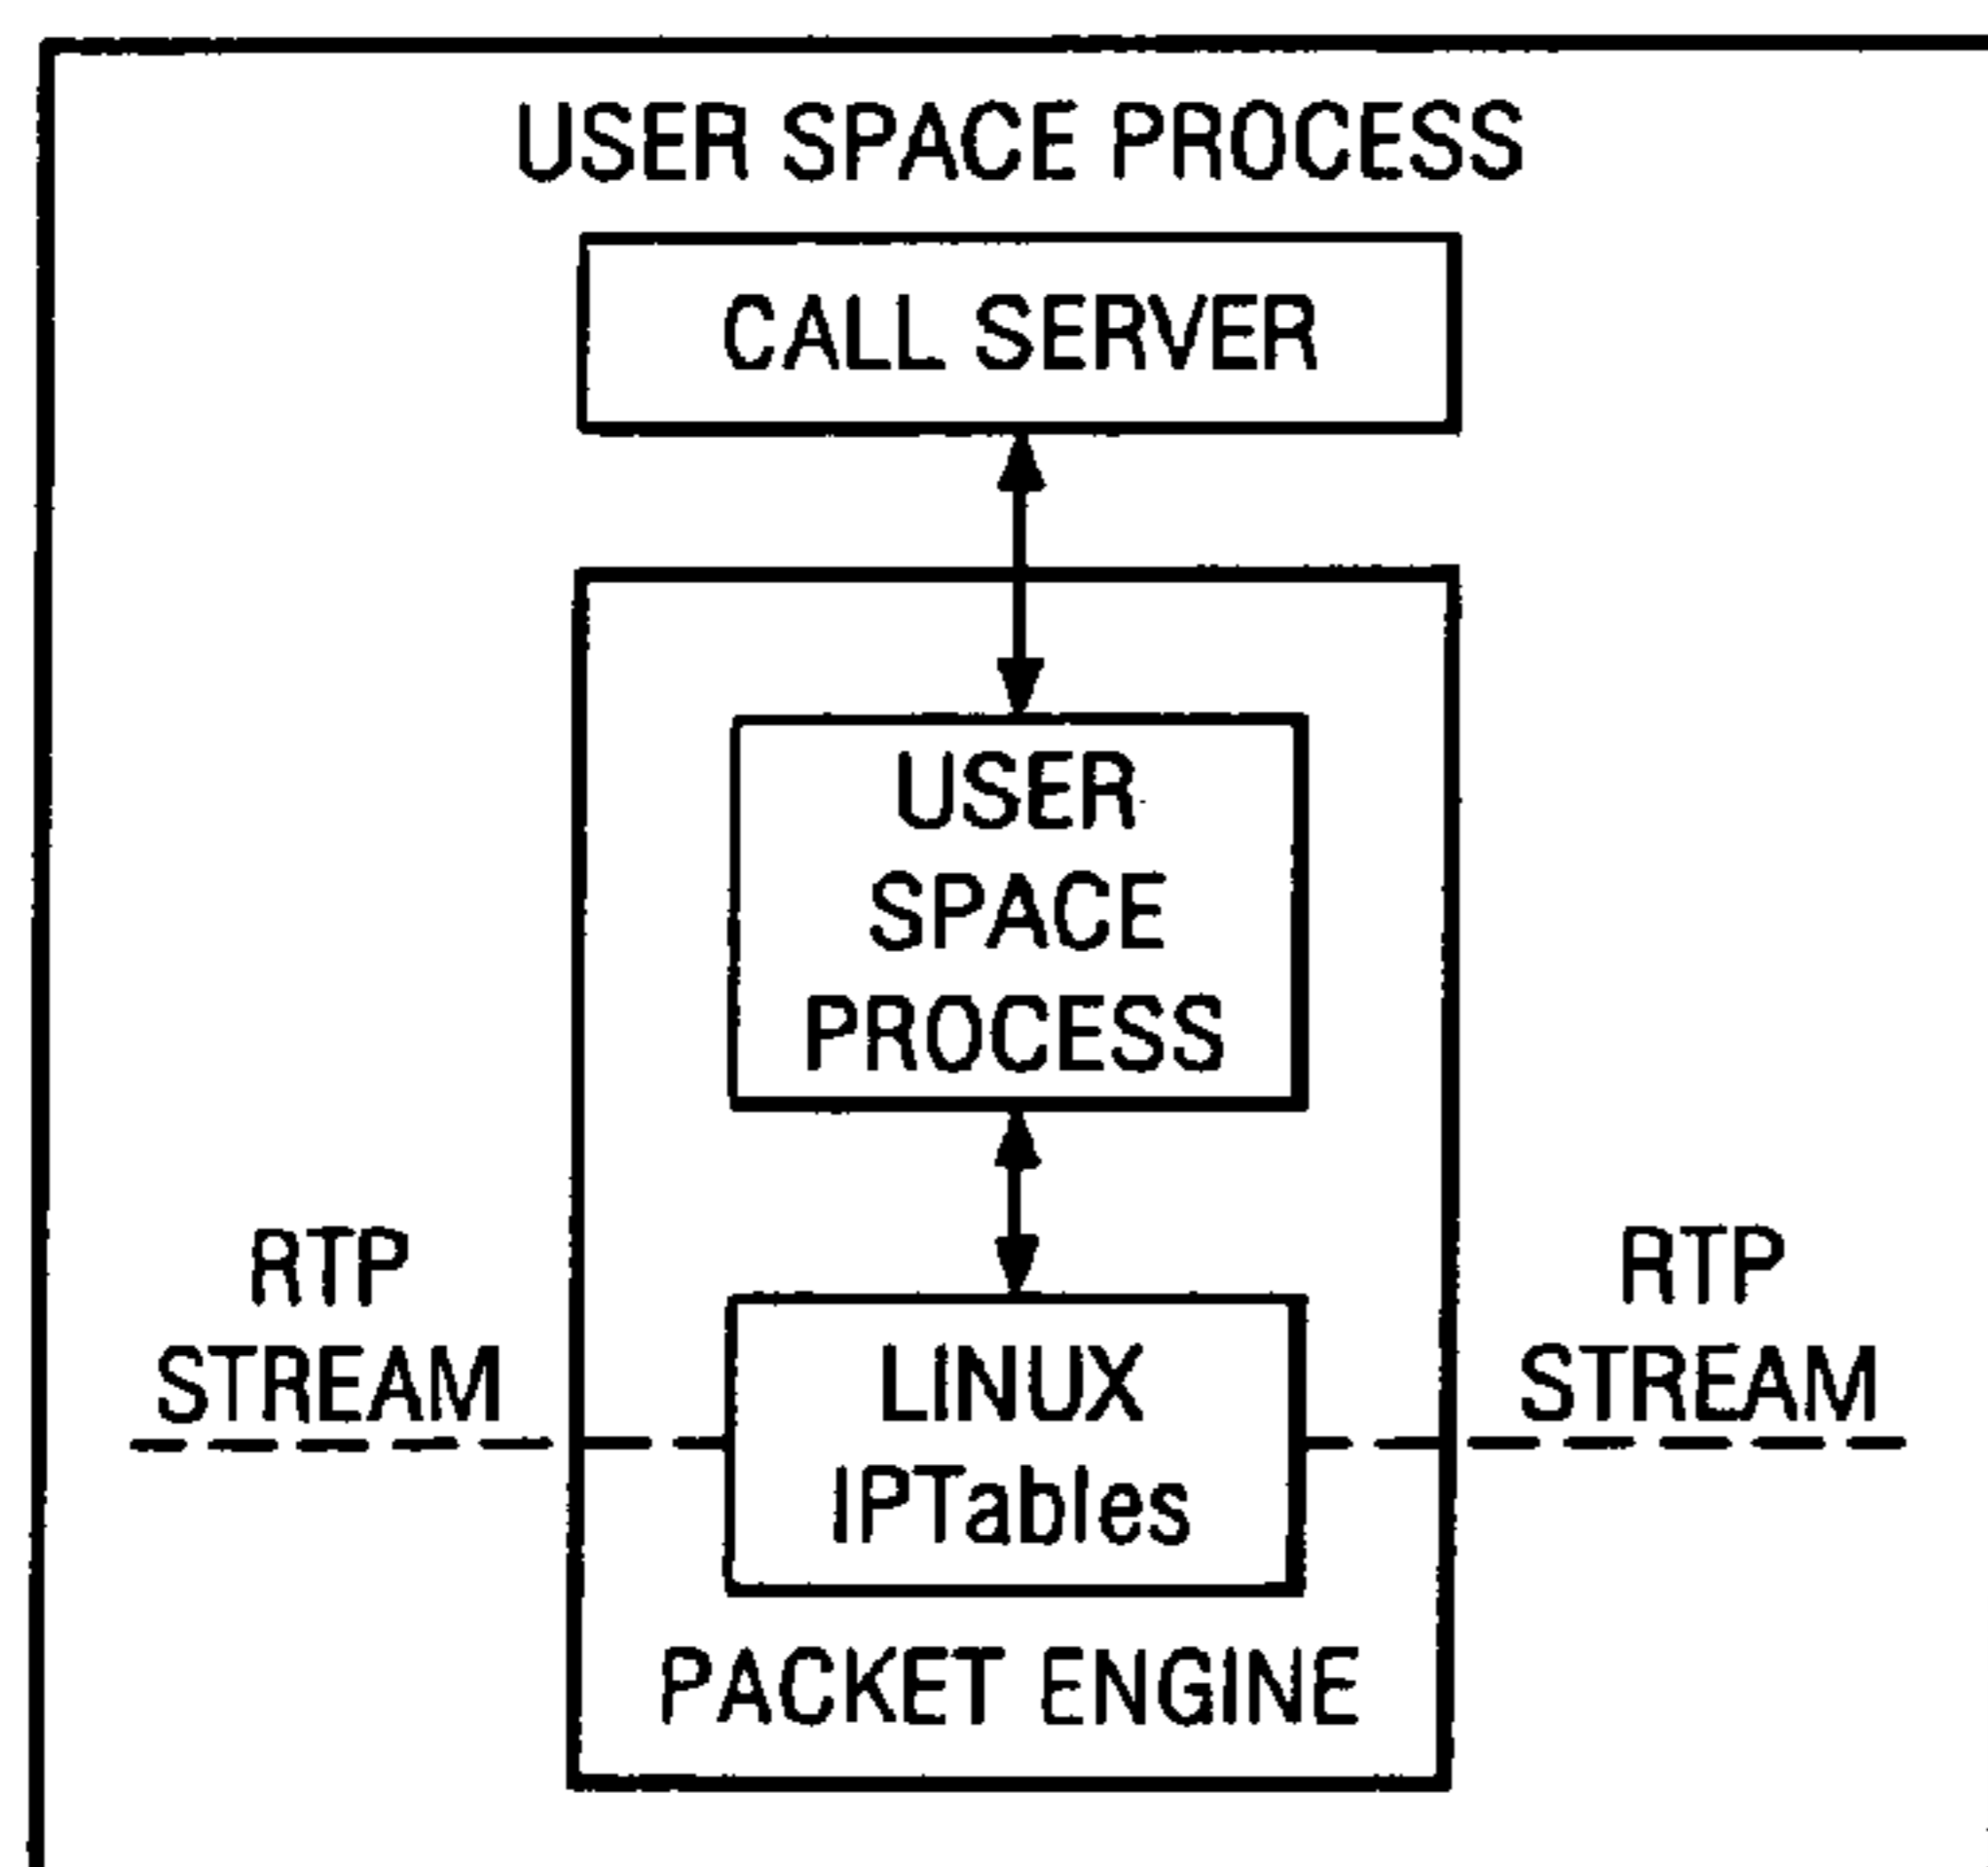 USER SPACE PROCESS
CALL SERVER
USER
SPACE
PROCESS
RTP
STREAM
LINUX
IPTables
RTP
STREAM
PACKET ENGINE